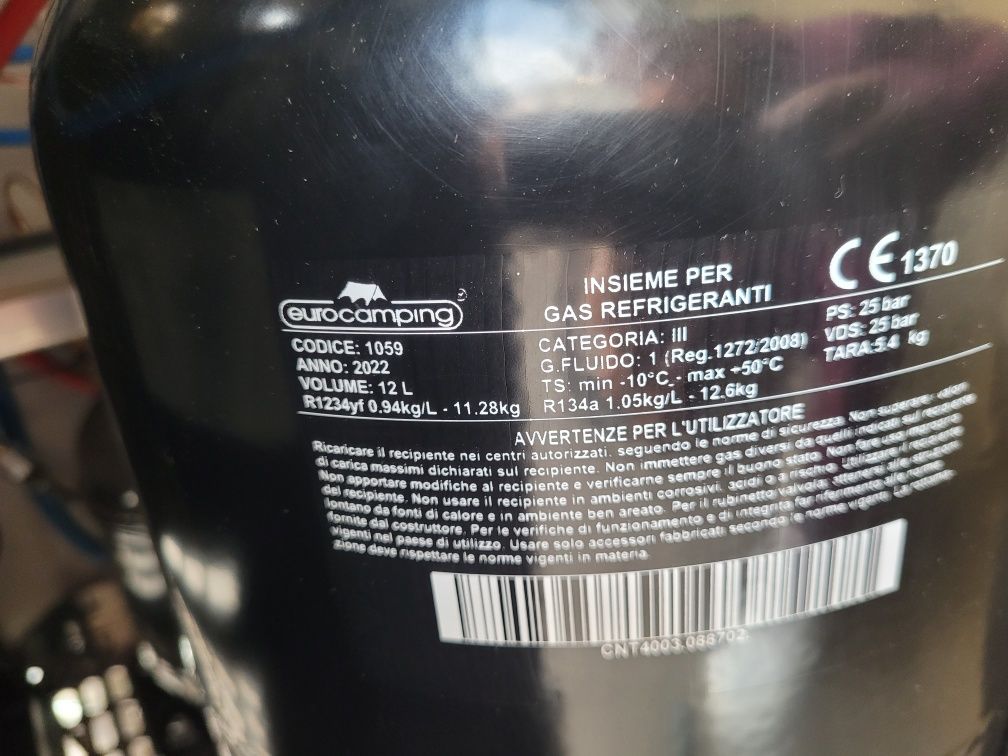 eurocamping
INSIEME PER
GAS REFRIGERANTI
CE 1370
CODICE: 1059
ANNO: 2022
VOLUME: 12 L
R1234yf 0.94kg/L - 11.28kg
CATEGORIA: III
G.FLUIDO: 1 (Reg.1272/2008)
TS: min -10°C - max +50°C
R134a 1.05kg/L - 12.6kg
PS: 25 bar
VDS: 25 bar
TARA:5.4 kg
AVVERTENZE PER L'UTILIZZATORE
Ricaricare il recipiente nei centri autorizzati, seguendo le norme di sicurezza. Non superare i valori
di carica massimi dichiarati sul recipiente. Non immettere gas diversi da quelli indicati sul recipiente
Non apportare modifiche al recipiente e verificarne sempre il buono stato. Non fare uso improprio
del recipiente. Non usare il recipiente in ambienti corrosivi, acidi o a rischio. Utilizzare il recipiente
lontano da fonti di calore e in ambiente ben areato. Per il rubinetto valvola, attenersi alle istruzioni
fornite dal costruttore. Per le verifiche di funzionamento e di integrità far riferimento alle norme
vigenti nel paese di utilizzo. Usare solo accessori fabbricati secondo le norme vigenti.
zione deve rispettare le norme vigenti in materia.
CNT4003.088702